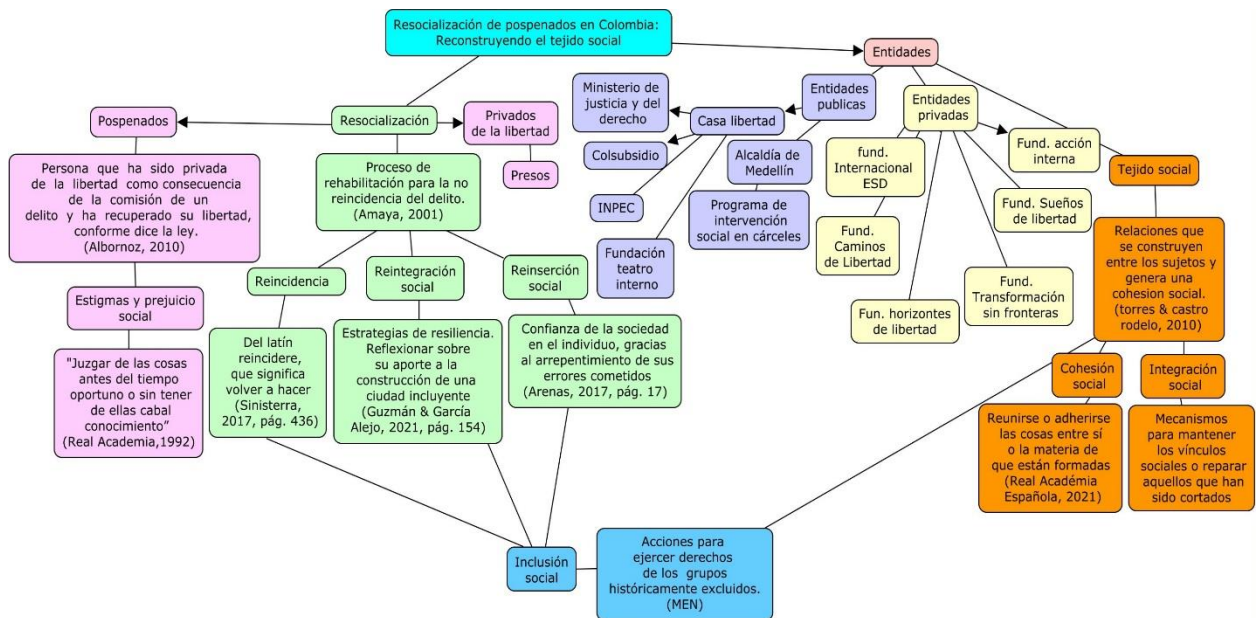 Resocialización de pospenados en Colombia:
Reconstruyendo el tejido social
Entidades
Pospenados
Resocialización
Privados
de la libertad
Presos
Persona que ha sido privada
de la libertad como consecuencia
de la comisión de un
delito y ha recuperado su libertad,
conforme dice la ley.
(Albornoz, 2010)
Estigmas y prejuicio
social
"Juzgar de las cosas
antes del tiempo
oportuno o sin tener
de ellas cabal
conocimiento”
(Real Academia,1992)
Proceso de
rehabilitación para la no
reincidencia del delito.
(Amaya, 2001)
Reincidencia
Del latín
reincidere,
que significa
volver a hacer
(Sinisterra,
2017, pág. 436)
Reintegración
social
Estrategias de resiliencia.
Reflexionar sobre
su aporte a la
construcción de una
ciudad incluyente
(Guzmán & García
Alejo, 2021, pág. 154)
Reinserción
social
Confianza de la sociedad
en el individuo, gracias
al arrepentimiento de sus
errores cometidos
(Arenas, 2017, pág. 17)
Ministerio de
justicia y del
derecho
Entidades
publicas
Casa libertad
Colsubsidio
INPEC
Fundación
teatro
interno
Alcaldía de
Medellín
Programa de
intervención
social en cárceles
Entidades
privadas
fund.
Internacional
ESD
Fund.
Caminos
de Libertad
Fun. horizontes
de libertad
Fund.
Transformación
sin fronteras
Fund. Sueños
de libertad
Fund. acción
interna
Tejido social
Relaciones que
se construyen
entre los sujetos y
genera una
cohesion social.
(torres & castro
rodelo, 2010)
Cohesión
social
Reunirse o adherirse
las cosas entre sí
o la materia de
que están formadas
(Real Académia
Española, 2021)
Integración
social
Mecanismos
para mantener
los vínculos
sociales o reparar
aquellos que han
sido cortados
Inclusión
social
Acciones para
ejercer derechos
de los grupos
históricamente excluidos.
(MEN)